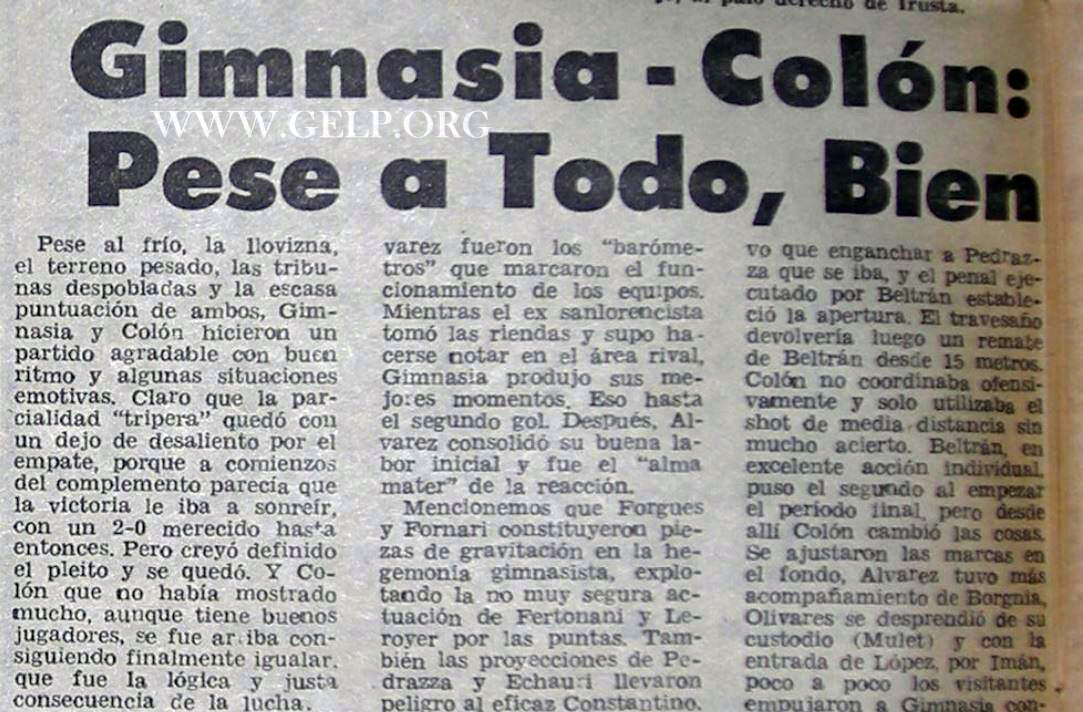 al palo derecho de Trusta.
Gimnasia - Colón:
WWW.GELP.ORG
Pese a Todo, Bien
Pese al frío, la llovizna,
el terreno pesado, las tribu-
nas despobladas y la escasa
puntuación de ambos, Gim-
nasia y Colón hicieron un
partido agradable con buen
ritmo y algunas situaciones
emotivas. Claro que la par-
cialidad "tripera" quedó con
un dejo de desaliento por el
empate, porque a comienzos
del complemento parecía que
la victoria le iba a sonreír,
con un 2-0 merecido hasta
entonces. Pero creyó definido
el pleito y se quedó. Y Co-
lón que no había mostrado
mucho, aunque tiene buenos
jugadores, se fue arriba con-
siguiendo finalmente igualar.
que fue la lógica y justa
consecuencia de la lucha.
varez fueron los "baróme-
tros" que marcaron el fun-
cionamiento de los equipos.
Mientras el ex sanlorencista
tomó las riendas y supo ha-
cerse notar en el área rival,
Gimnasia produjo sus me-
jores momentos. Eso hasta
el segundo gol. Después, Al-
varez consolidó su buena la-
bor inicial y fue el "alma
mater" de la reacción.
Mencionemos que Forgues
y Fornari constituyeron pie-
zas de gravitación en la he-
gemonía gimnasista, explo-
tando la no muy segura ac-
tuación de Fertonani y Le-
royer por las puntas. Tam-
bién las proyecciones de Pe-
drazza y Echauri llevaron
peligro al eficaz Constantino.
vo que enganchar a Pedraz-
za que se iba, y el penal eje-
cutado por Beltrán estable-
ció la apertura. El travesaño
devolvería luego un remate
de Beltrán desde 15 metros.
Colón no coordinaba ofensi-
vamente y solo utilizaba el
shot de media distancia sin
mucho acierto. Beltrán, en
excelente acción individual,
puso el segundo al empezar
el período final, pero desde
allí Colón cambió las cosas.
Se ajustaron las marcas en
el fondo, Alvarez tuvo más
acompañamiento de Borgnia,
Olivares se desprendió de su
custodio (Mulet) y con la
entrada de López, por Imán,
poco a poco los visitantes
empujaron a Gimnasia con-